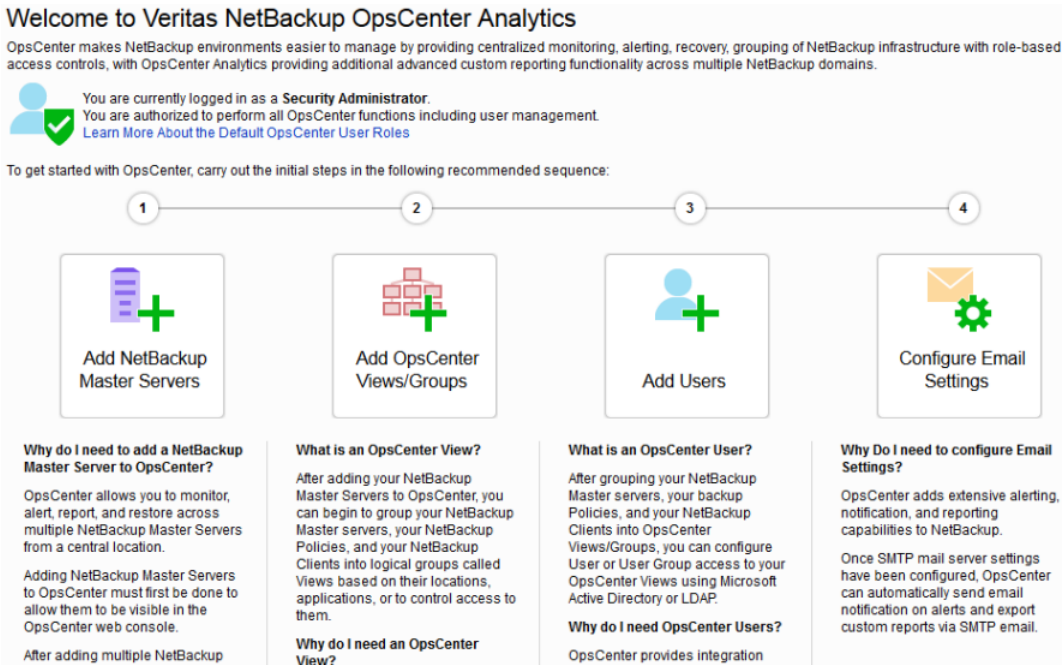 Welcome to Veritas NetBackup OpsCenter Analytics
OpsCenter makes NetBackup environments easier to manage by providing centralized monitoring, alerting, recovery, grouping of NetBackup infrastructure with role-based
access controls, with OpsCenter Analytics providing additional advanced custom reporting functionality across multiple NetBackup domains.
You are currently logged in as a Security Administrator.
You are authorized to perform all OpsCenter functions including user management.
Learn More About the Default OpsCenter User Roles
To get started with OpsCenter, carry out the initial steps in the following recommended sequence:
1
2
3
4
Add NetBackup
Master Servers
Add OpsCenter
Views/Groups
Add Users
Configure Email
Settings
Why do I need to add a NetBackup
Master Server to OpsCenter?
OpsCenter allows you to monitor,
alert, report, and restore across
multiple NetBackup Master Servers
from a central location.
Adding NetBackup Master Servers
to OpsCenter must first be done to
allow them to be visible in the
OpsCenter web console.
After adding multiple NetBackup
What is an OpsCenter View?
After adding your NetBackup
Master Servers to OpsCenter, you
can begin to group your NetBackup
Master servers, your NetBackup
Policies, and your NetBackup
Clients into logical groups called
Views based on their locations,
applications, or to control access to
them.
Why do I need an OpsCenter
View?
What is an OpsCenter User?
After grouping your NetBackup
Master servers, your backup
Policies, and your NetBackup
Clients into OpsCenter
Views/Groups, you can configure
User or User Group access to your
OpsCenter Views using Microsoft
Active Directory or LDAP.
Why do I need OpsCenter Users?
OpsCenter provides integration
Why Do I need to configure Email
Settings?
OpsCenter adds extensive alerting,
notification, and reporting
capabilities to NetBackup.
Once SMTP mail server settings
have been configured, OpsCenter
can automatically send email
notification on alerts and export
custom reports via SMTP email.